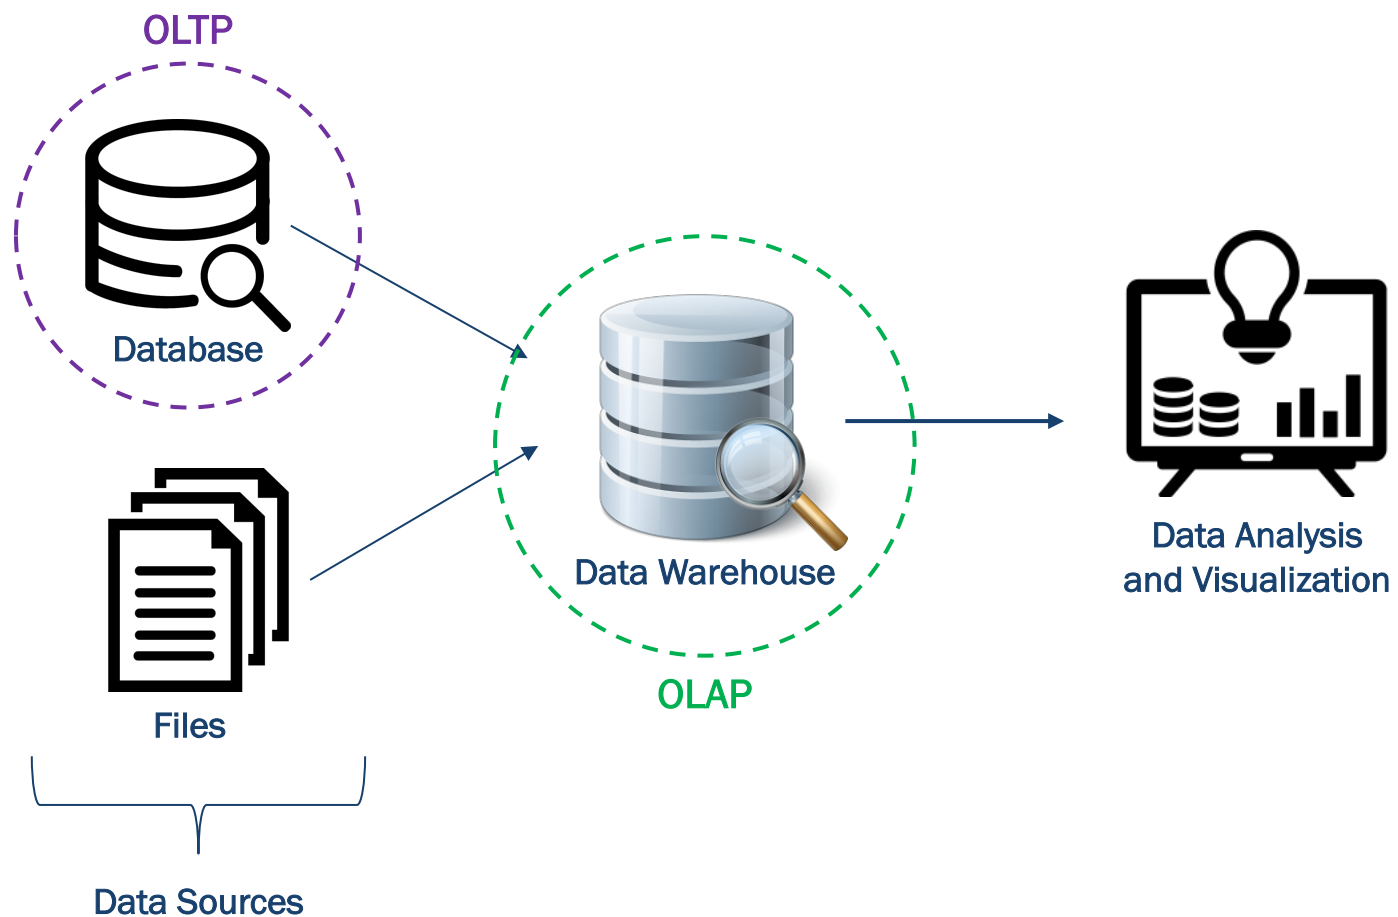 OLTP
Database
Files
Data Sources
Data Warehouse
OLAP
Data Analysis
and Visualization